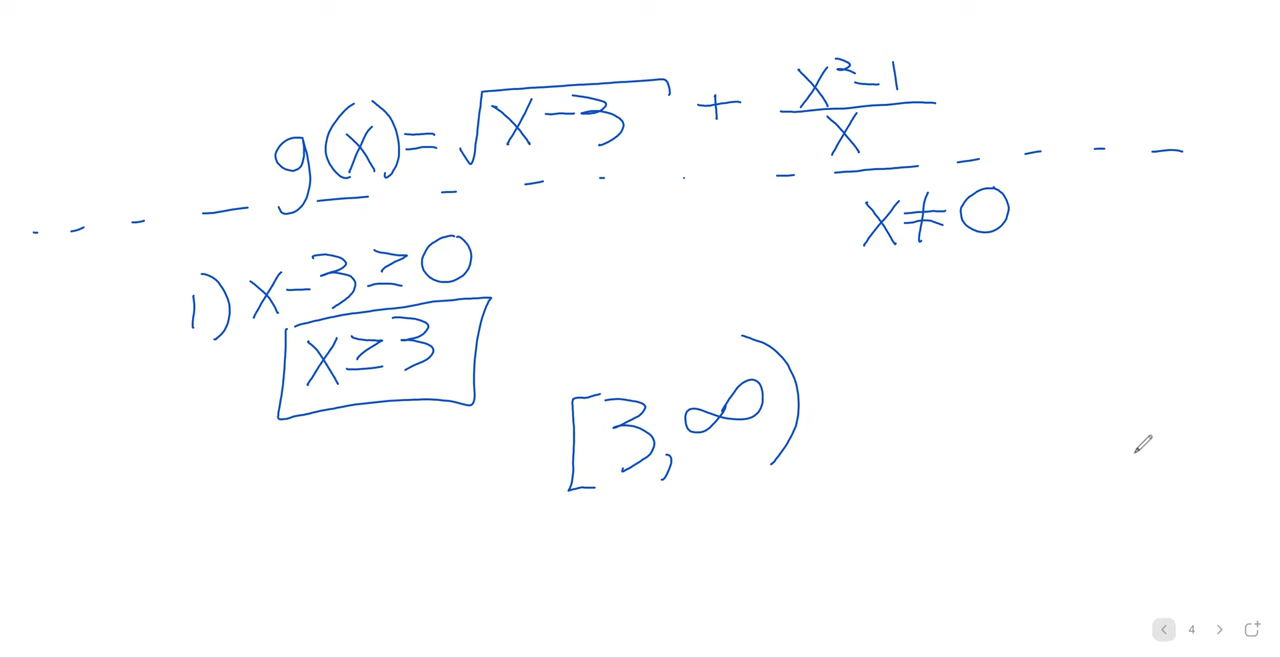 g(x) = √(x-3) + (x²-1)/x
x ≠ 0
1) x-3 ≥ 0
x ≥ 3
[3, ∞)
4